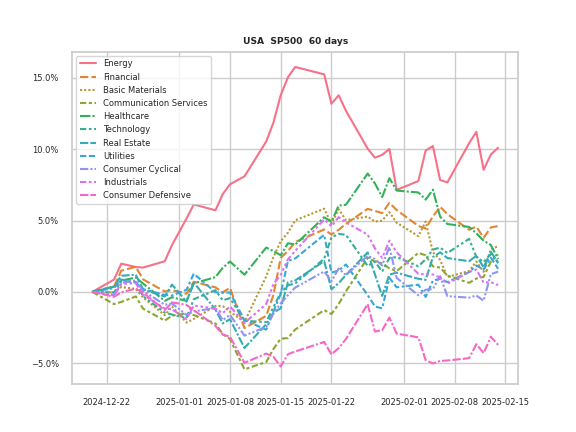 USA SP500 60 days
Energy
Financial
Basic Materials
Communication Services
Healthcare
Technology
Real Estate
Utilities
Consumer Cyclical
Industrials
Consumer Defensive
15.0%
10.0%
5.0%
0.0%
−5.0%
2024-12-22 2025-01-01 2025-01-08 2025-01-15 2025-01-22 2025-02-01 2025-02-08 2025-02-15